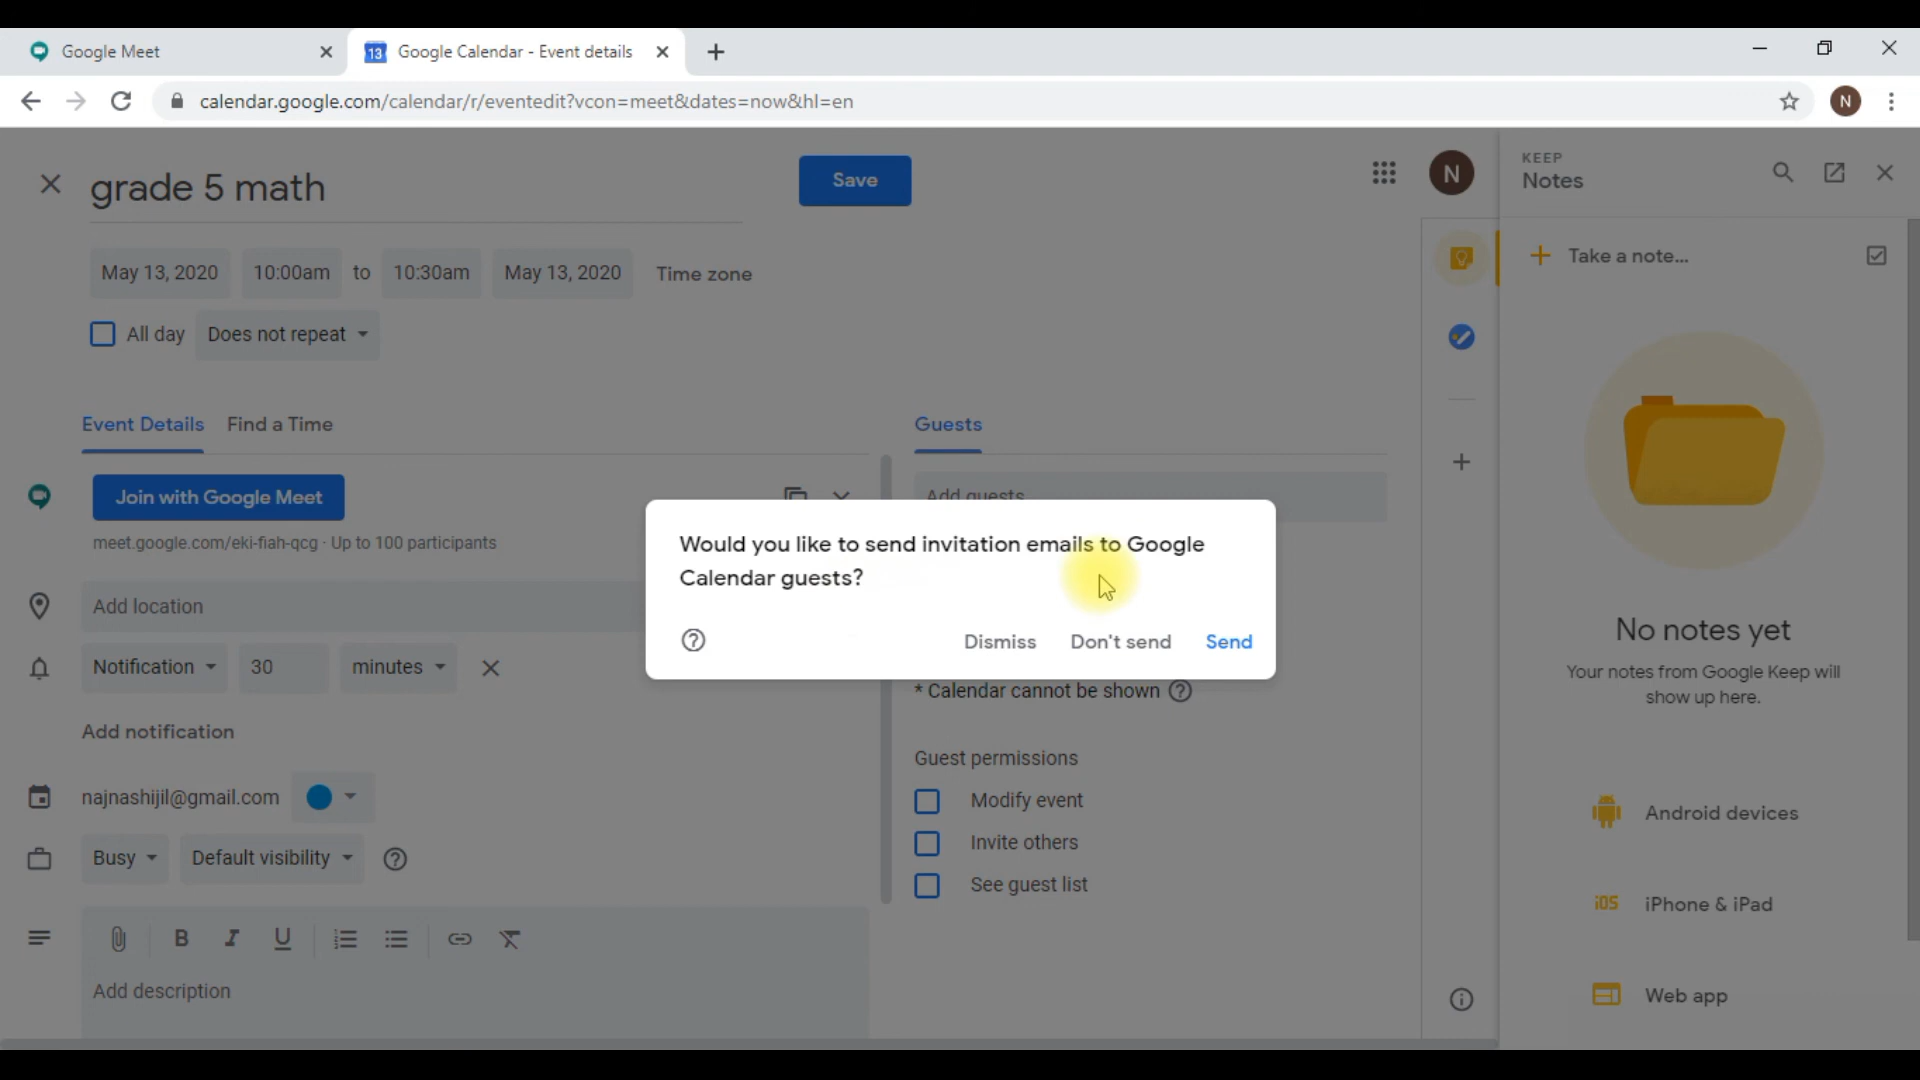 Google Meet
Google Calendar - Event details
13
calendar.google.com/calendar/r/eventedit?vcon=meet&dates=now&hl=en
N
grade 5 math
Save
N
KEEP
Notes
May 13, 2020
10:00am
to
10:30am
May 13, 2020
Time zone
Take a note...
All day
Does not repeat
Event Details
Find a Time
Guests
Join with Google Meet
Add guests
meet.google.com/eki-fiah-qcg · Up to 100 participants
Would you like to send invitation emails to Google
Calendar guests?
Dismiss
Don't send
Send
Add location
No notes yet
Your notes from Google Keep will
show up here.
Notification
30
minutes
* Calendar cannot be shown
Add notification
Guest permissions
najnashijil@gmail.com
Modify event
Android devices
Busy
Default visibility
Invite others
See guest list
iOS
iPhone & iPad
B
I
U
Add description
Web app